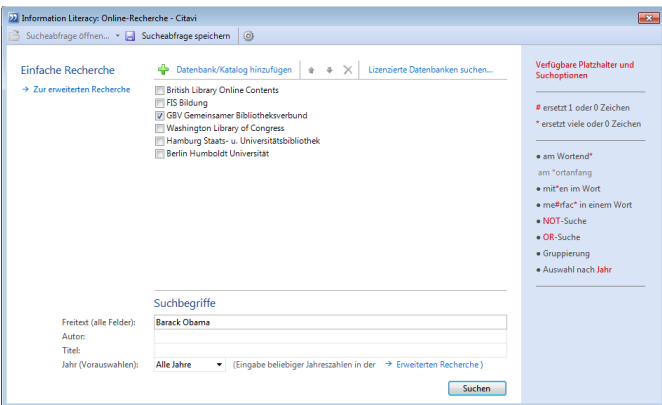 Information Literacy: Online-Recherche - Citavi
Sucheabfrage öffnen... Sucheabfrage speichern
Einfache Recherche
→ Zur erweiterten Recherche
Datenbank/Katalog hinzufügen Lizenzierte Datenbanken suchen...
British Library Online Contents
FIS Bildung
GBV Gemeinsamer Bibliotheksverbund
Washington Library of Congress
Hamburg Staats- u. Universitätsbibliothek
Berlin Humboldt Universität
Suchbegriffe
Freitext (alle Felder): Barack Obama
Autor:
Titel:
Jahr (Vorauswahlen): Alle Jahre (Eingabe beliebiger Jahreszahlen in der → Erweiterten Recherche)
Suchen
Verfügbare Platzhalter und
Suchoptionen
# ersetzt 1 oder 0 Zeichen
* ersetzt viele oder 0 Zeichen
• am Wortend*
am *ortanfang
• mit*en im Wort
• me#rfac* in einem Wort
• NOT-Suche
• OR-Suche
• Gruppierung
• Auswahl nach Jahr